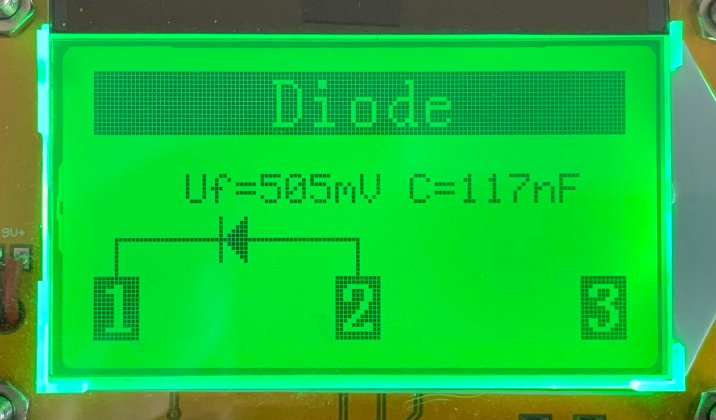 Diode
Uf=505mV C=117nF
9V+
1 2 3